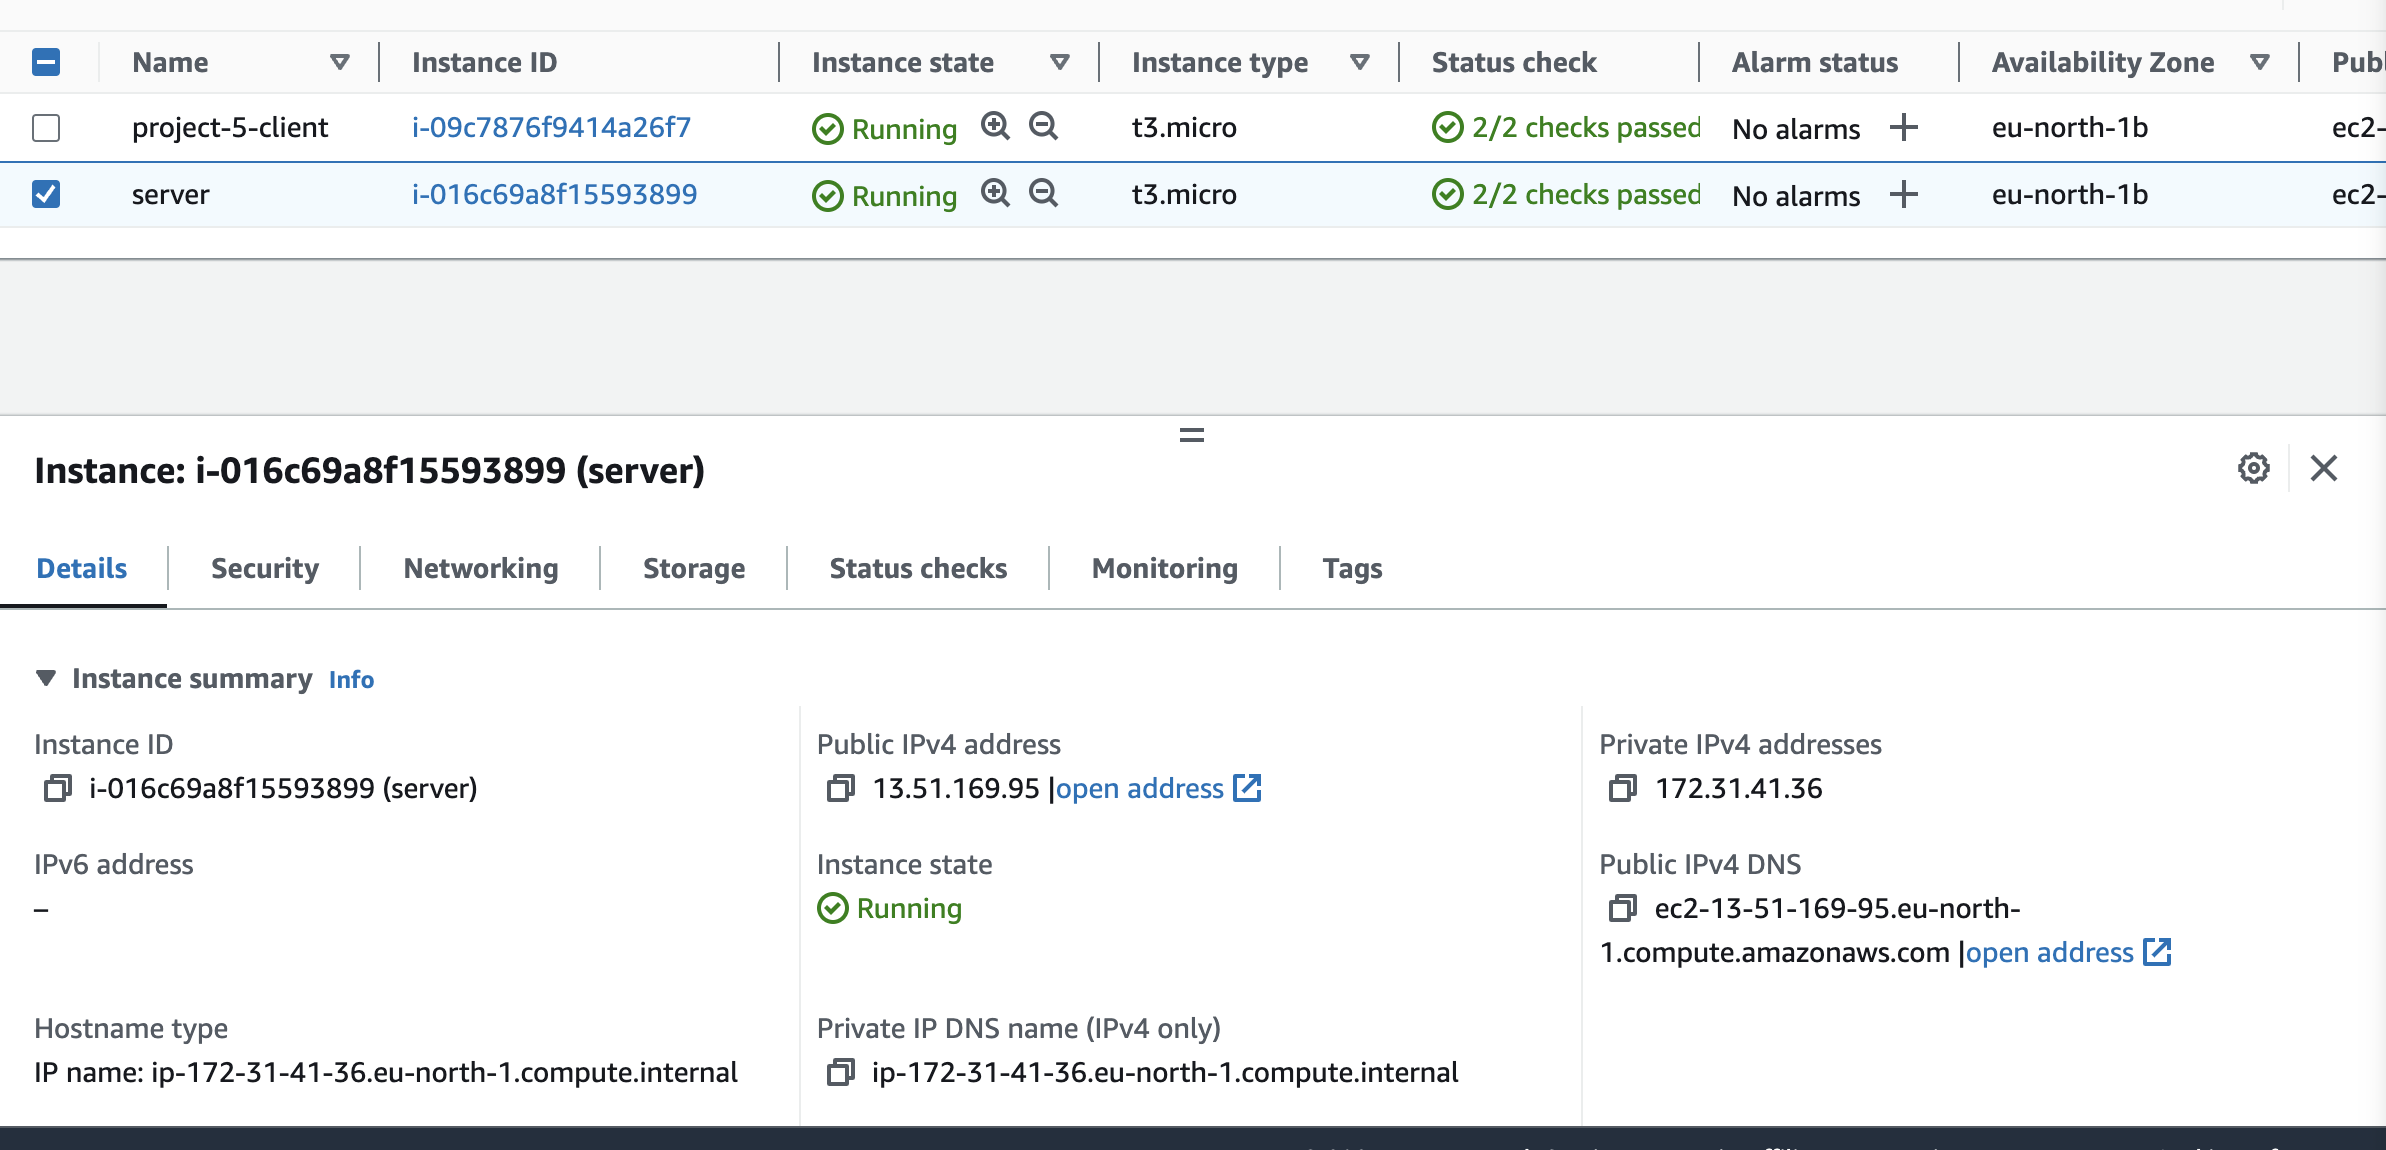 Name Instance ID Instance state Instance type Status check Alarm status Availability Zone Publ
project-5-client i-09c7876f9414a26f7 Running t3.micro 2/2 checks passed No alarms + eu-north-1b ec2-
server i-016c69a8f15593899 Running t3.micro 2/2 checks passed No alarms + eu-north-1b ec2-
Instance: i-016c69a8f15593899 (server)
Details Security Networking Storage Status checks Monitoring Tags
Instance summary Info
Instance ID
i-016c69a8f15593899 (server)
Public IPv4 address
13.51.169.95 |open address
Private IPv4 addresses
172.31.41.36
IPv6 address
–
Instance state
Running
Public IPv4 DNS
ec2-13-51-169-95.eu-north-
1.compute.amazonaws.com |open address
Hostname type
IP name: ip-172-31-41-36.eu-north-1.compute.internal
Private IP DNS name (IPv4 only)
ip-172-31-41-36.eu-north-1.compute.internal